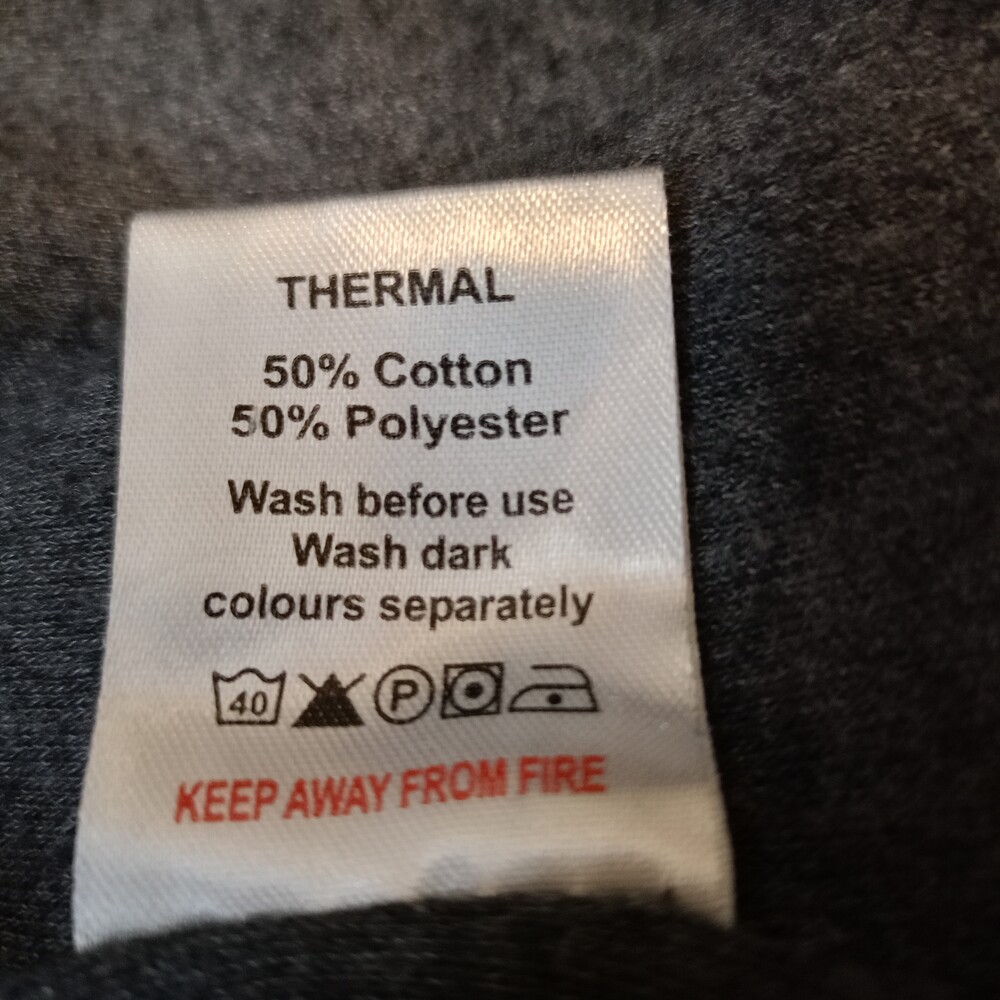 THERMAL
50% Cotton
50% Polyester
Wash before use
Wash dark
colours separately
40 P
KEEP AWAY FROM FIRE